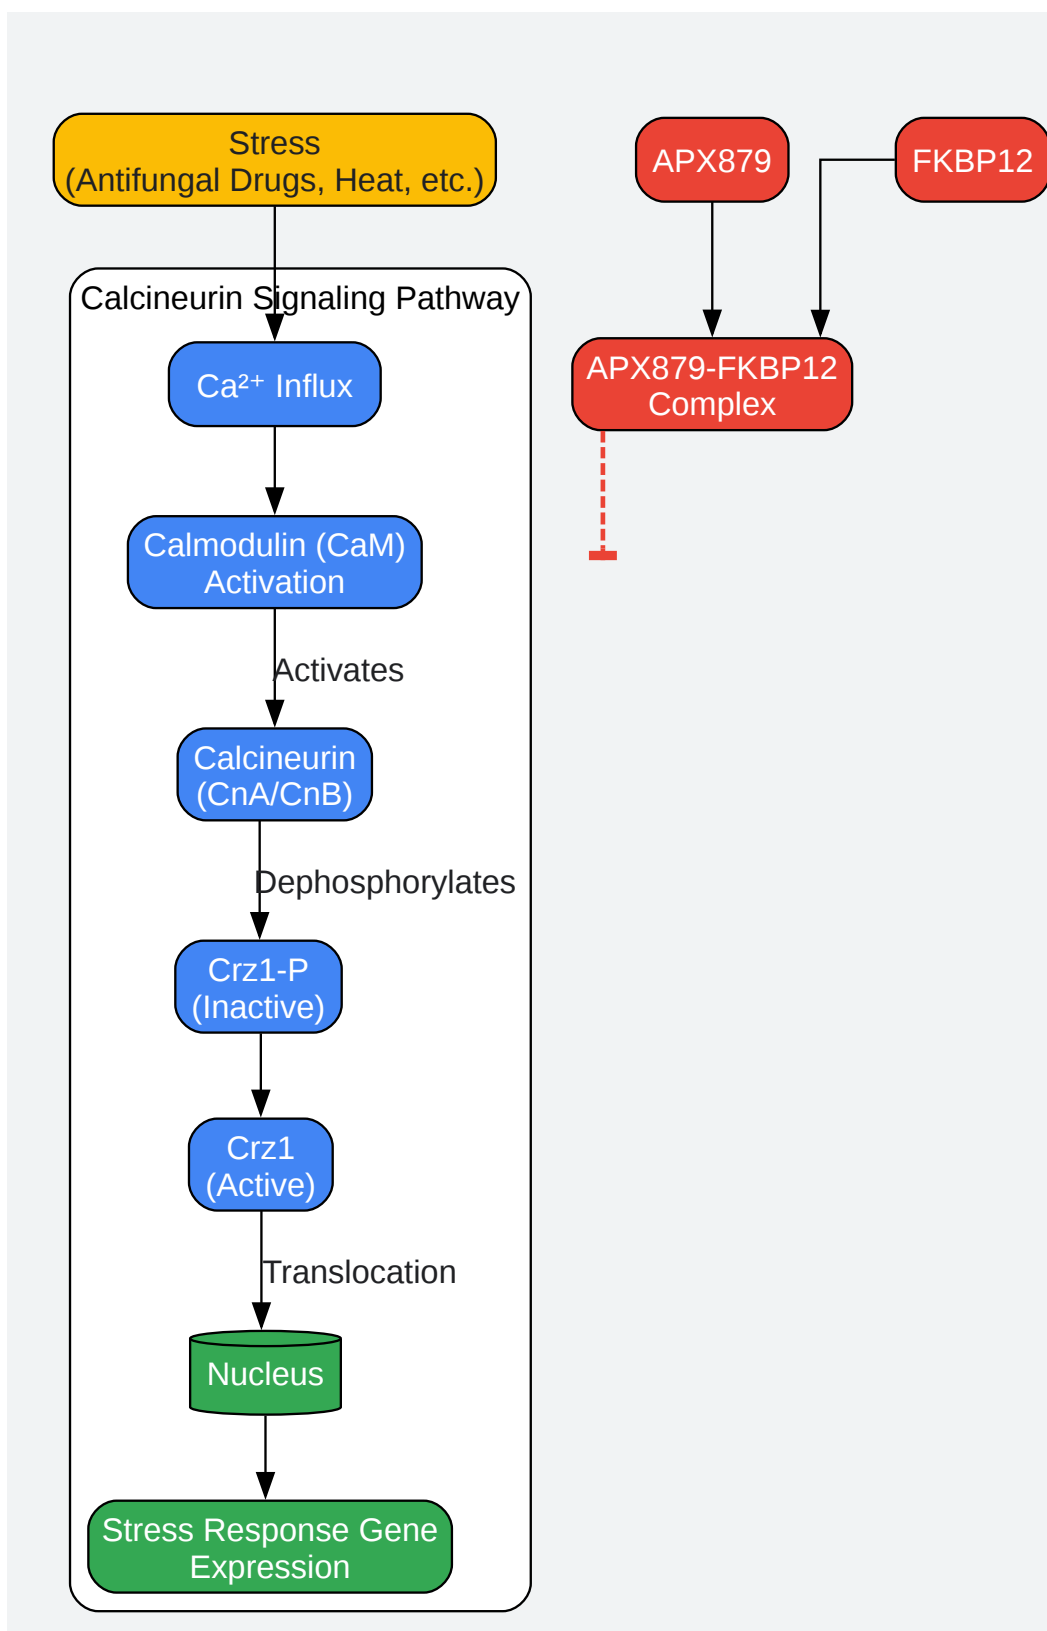 Stress
(Antifungal Drugs, Heat, etc.)
APX879
FKBP12
Calcineurin Signaling Pathway
Ca²⁺ Influx
APX879-FKBP12
Complex
Calmodulin (CaM)
Activation
Activates
Calcineurin
(CnA/CnB)
Dephosphorylates
Crz1-P
(Inactive)
Crz1
(Active)
Translocation
Nucleus
Stress Response Gene
Expression